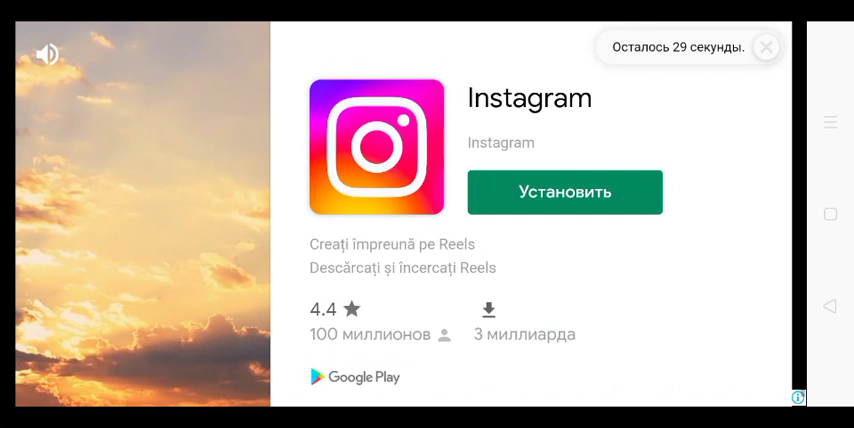 Осталось 29 секунды.
Instagram
Instagram
Установить
Creați împreună pe Reels
Descărcați și încercați Reels
4.4
100 миллионов
3 миллиарда
Google Play